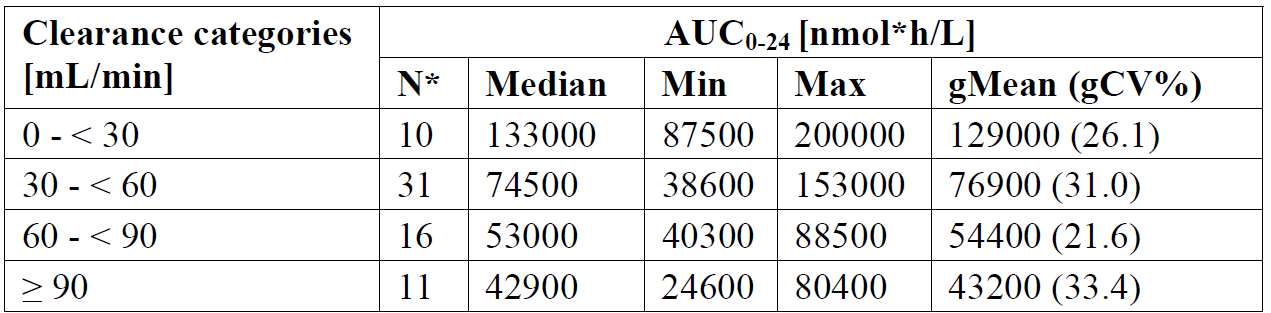 Clearance categories [mL/min] AUC0-24 [nmol*h/L]
N* Median Min Max gMean (gCV%)
0 - < 30 10 133000 87500 200000 129000 (26.1)
30 - < 60 31 74500 38600 153000 76900 (31.0)
60 - < 90 16 53000 40300 88500 54400 (21.6)
≥ 90 11 42900 24600 80400 43200 (33.4)